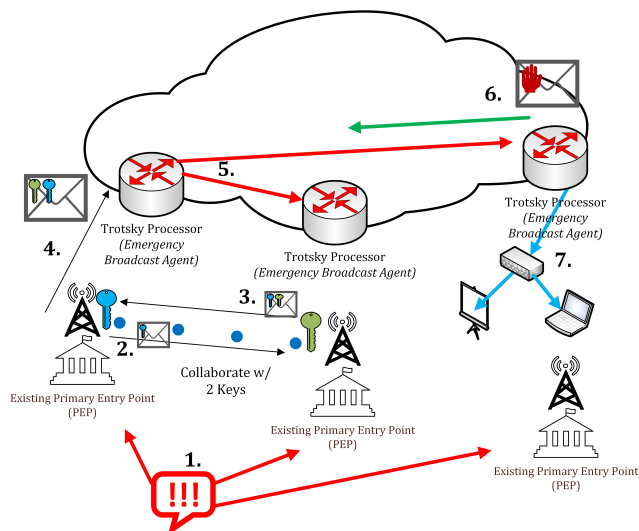 6.
5.
Trotsky Processor
(Emergency
Broadcast Agent)
Trotsky Processor
(Emergency Broadcast Agent)
Trotsky Processor
(Emergency
Broadcast Agent)
4.
7.
3.
2.
Collaborate w/
2 Keys
Existing Primary Entry Point
(PEP)
Existing Primary Entry Point
(PEP)
Existing Primary Entry Point
(PEP)
1.
!!!